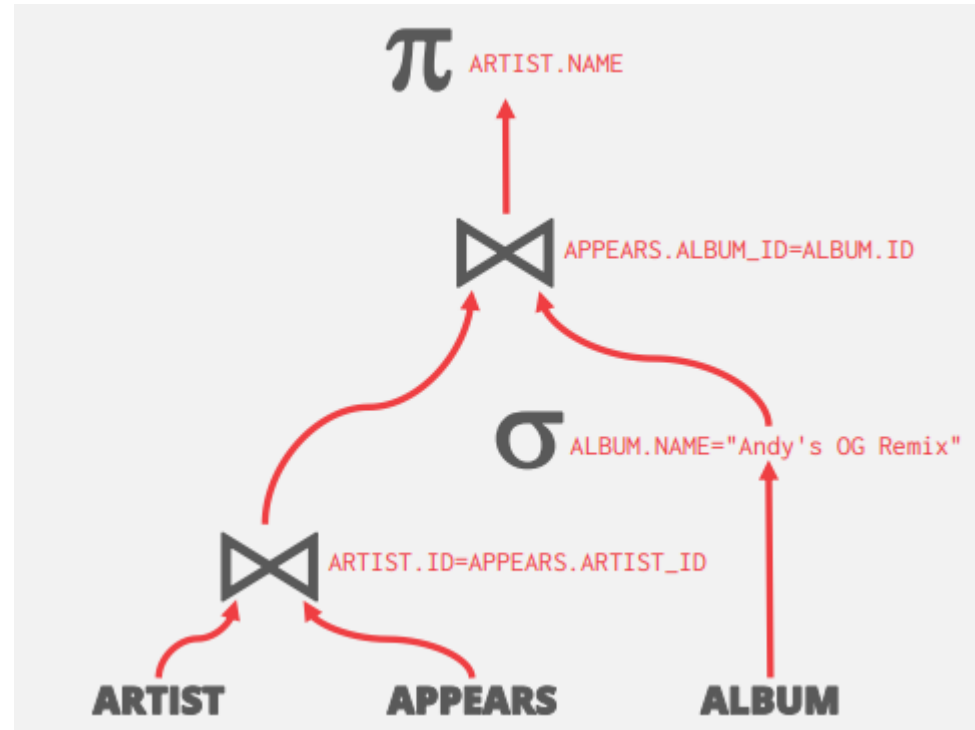 π ARTIST.NAME
⋈ APPEARS.ALBUM_ID=ALBUM.ID
σ ALBUM.NAME="Andy's OG Remix"
⋈ ARTIST.ID=APPEARS.ARTIST_ID
ARTIST APPEARS ALBUM